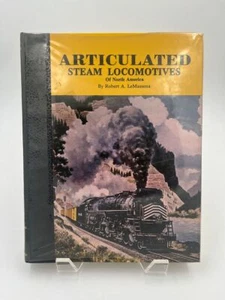 ARTICULATED
STEAM LOCOMOTIVES
Of North America
By Robert A. LeMassena